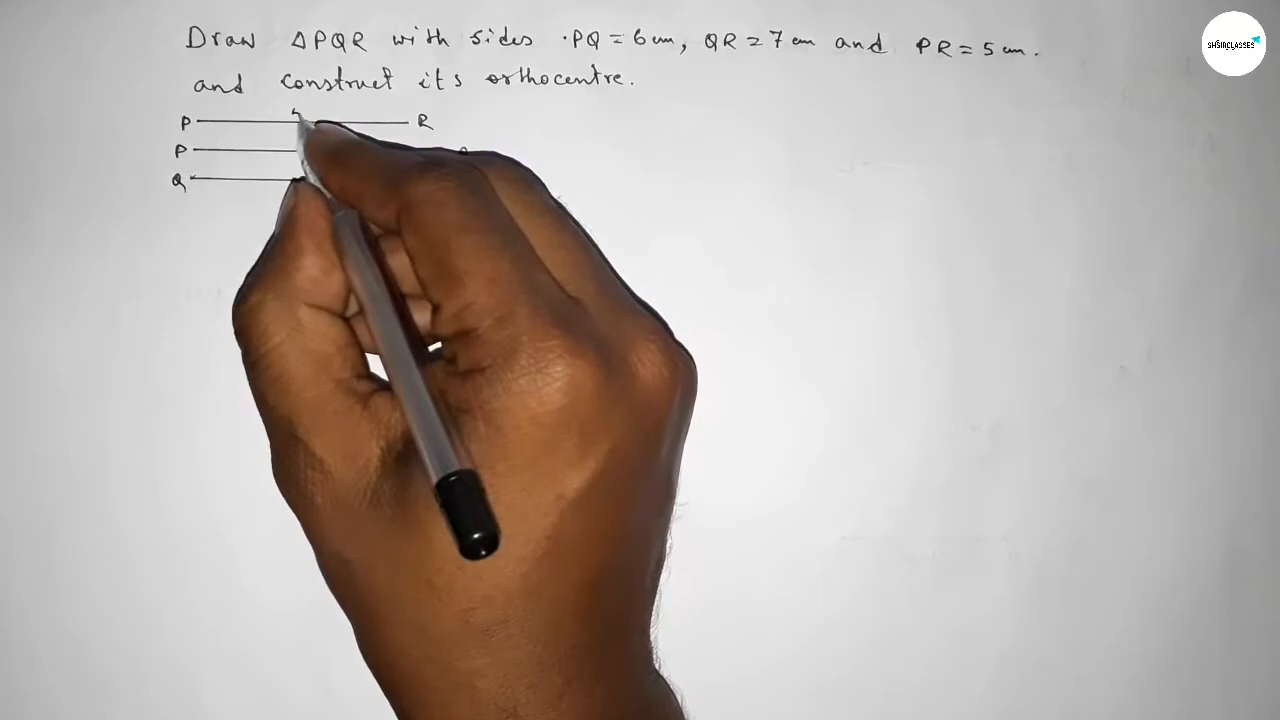 Draw ΔPQR with sides .PQ = 6 cm, QR = 7 cm and PR = 5 cm.
and construct its orthocentre.
P R
P
Q
SHSIRCLASSES